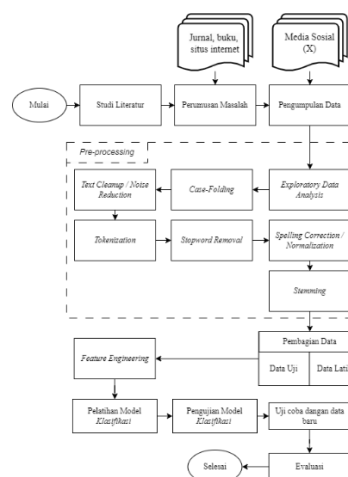 Jurnal, buku,
situs internet
Media Sosial
(X)
Mulai
Studi Literatur
Perumusan Masalah
Pengumpulan Data
Pre-processing
Text Cleanup / Noise
Reduction
Case-Folding
Exploratory Data
Analysis
Tokenization
Stopword Removal
Spelling Correction /
Normalization
Stemming
Pembagian Data
Feature Engineering
Data Uji
Data Lati
Pelatihan Model
Klasifikasi
Pengujian Model
Klasifikasi
Uji coba dengan data
baru
Selesai
Evaluasi